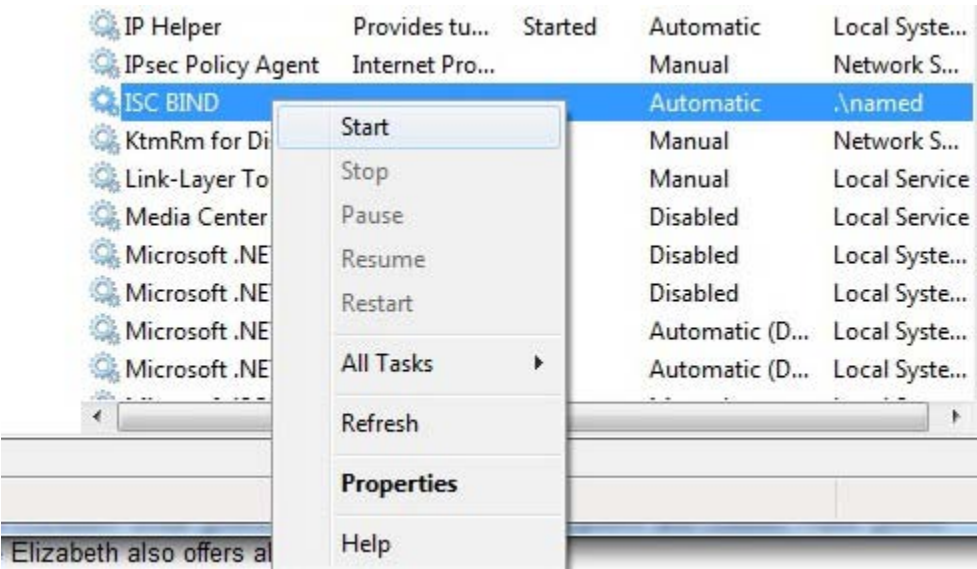 IP Helper Provides tu... Started Automatic Local Syste...
IPsec Policy Agent Internet Pro... Manual Network S...
ISC BIND Automatic .\named
KtmRm for Di Manual Network S...
Link-Layer To Manual Local Service
Media Center Disabled Local Service
Microsoft .NE Disabled Local Syste...
Microsoft .NE Disabled Local Syste...
Microsoft .NE Automatic (D... Local Syste...
Microsoft .NE Automatic (D... Local Syste...
Start
Stop
Pause
Resume
Restart
All Tasks
Refresh
Properties
Help
Elizabeth also offers al